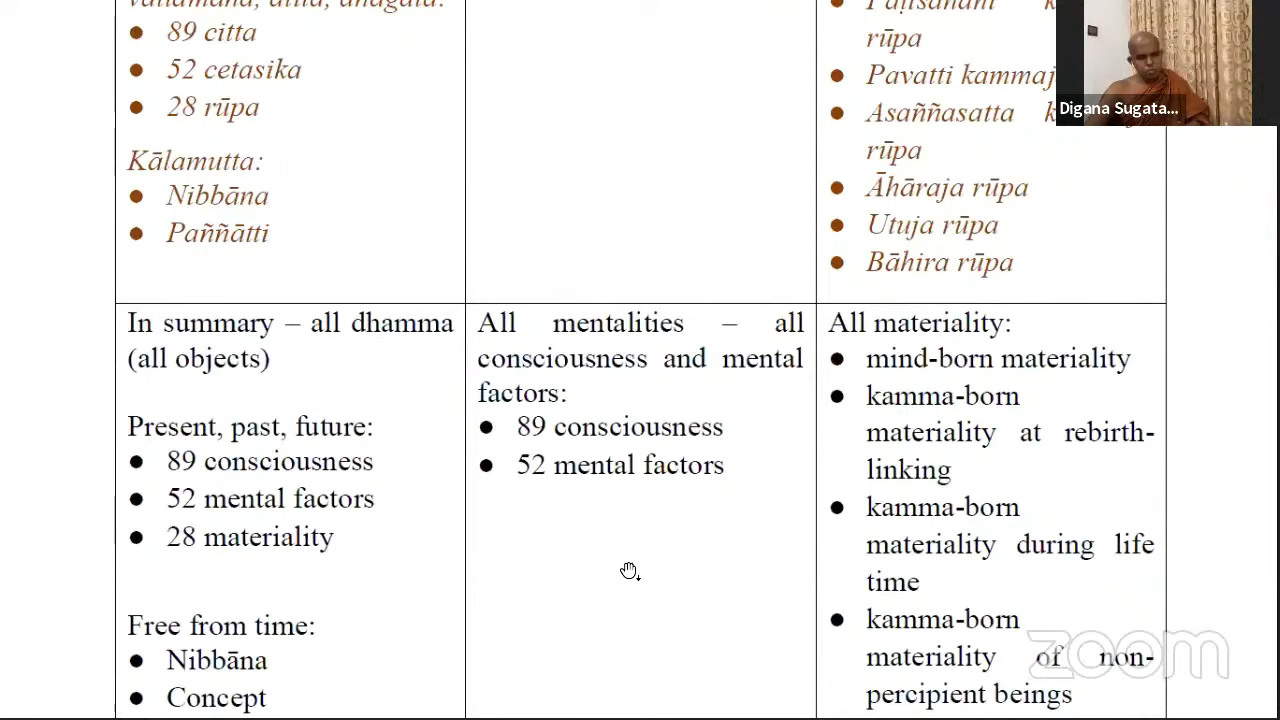 89 citta
52 cetasika
28 rūpa
Kālamutta:
Nibbāna
Paññātti
rūpa
Pavatti kammaj
Asaññasatta k
rūpa
Āhāraja rūpa
Utuja rūpa
Bāhira rūpa
Digana Sugata...
In summary – all dhamma
(all objects)
Present, past, future:
89 consciousness
52 mental factors
28 materiality
Free from time:
Nibbāna
Concept
All mentalities – all
consciousness and mental
factors:
89 consciousness
52 mental factors
All materiality:
mind-born materiality
kamma-born
materiality at rebirth-
linking
kamma-born
materiality during life
time
kamma-born
materiality of non-
percipient beings
zoom